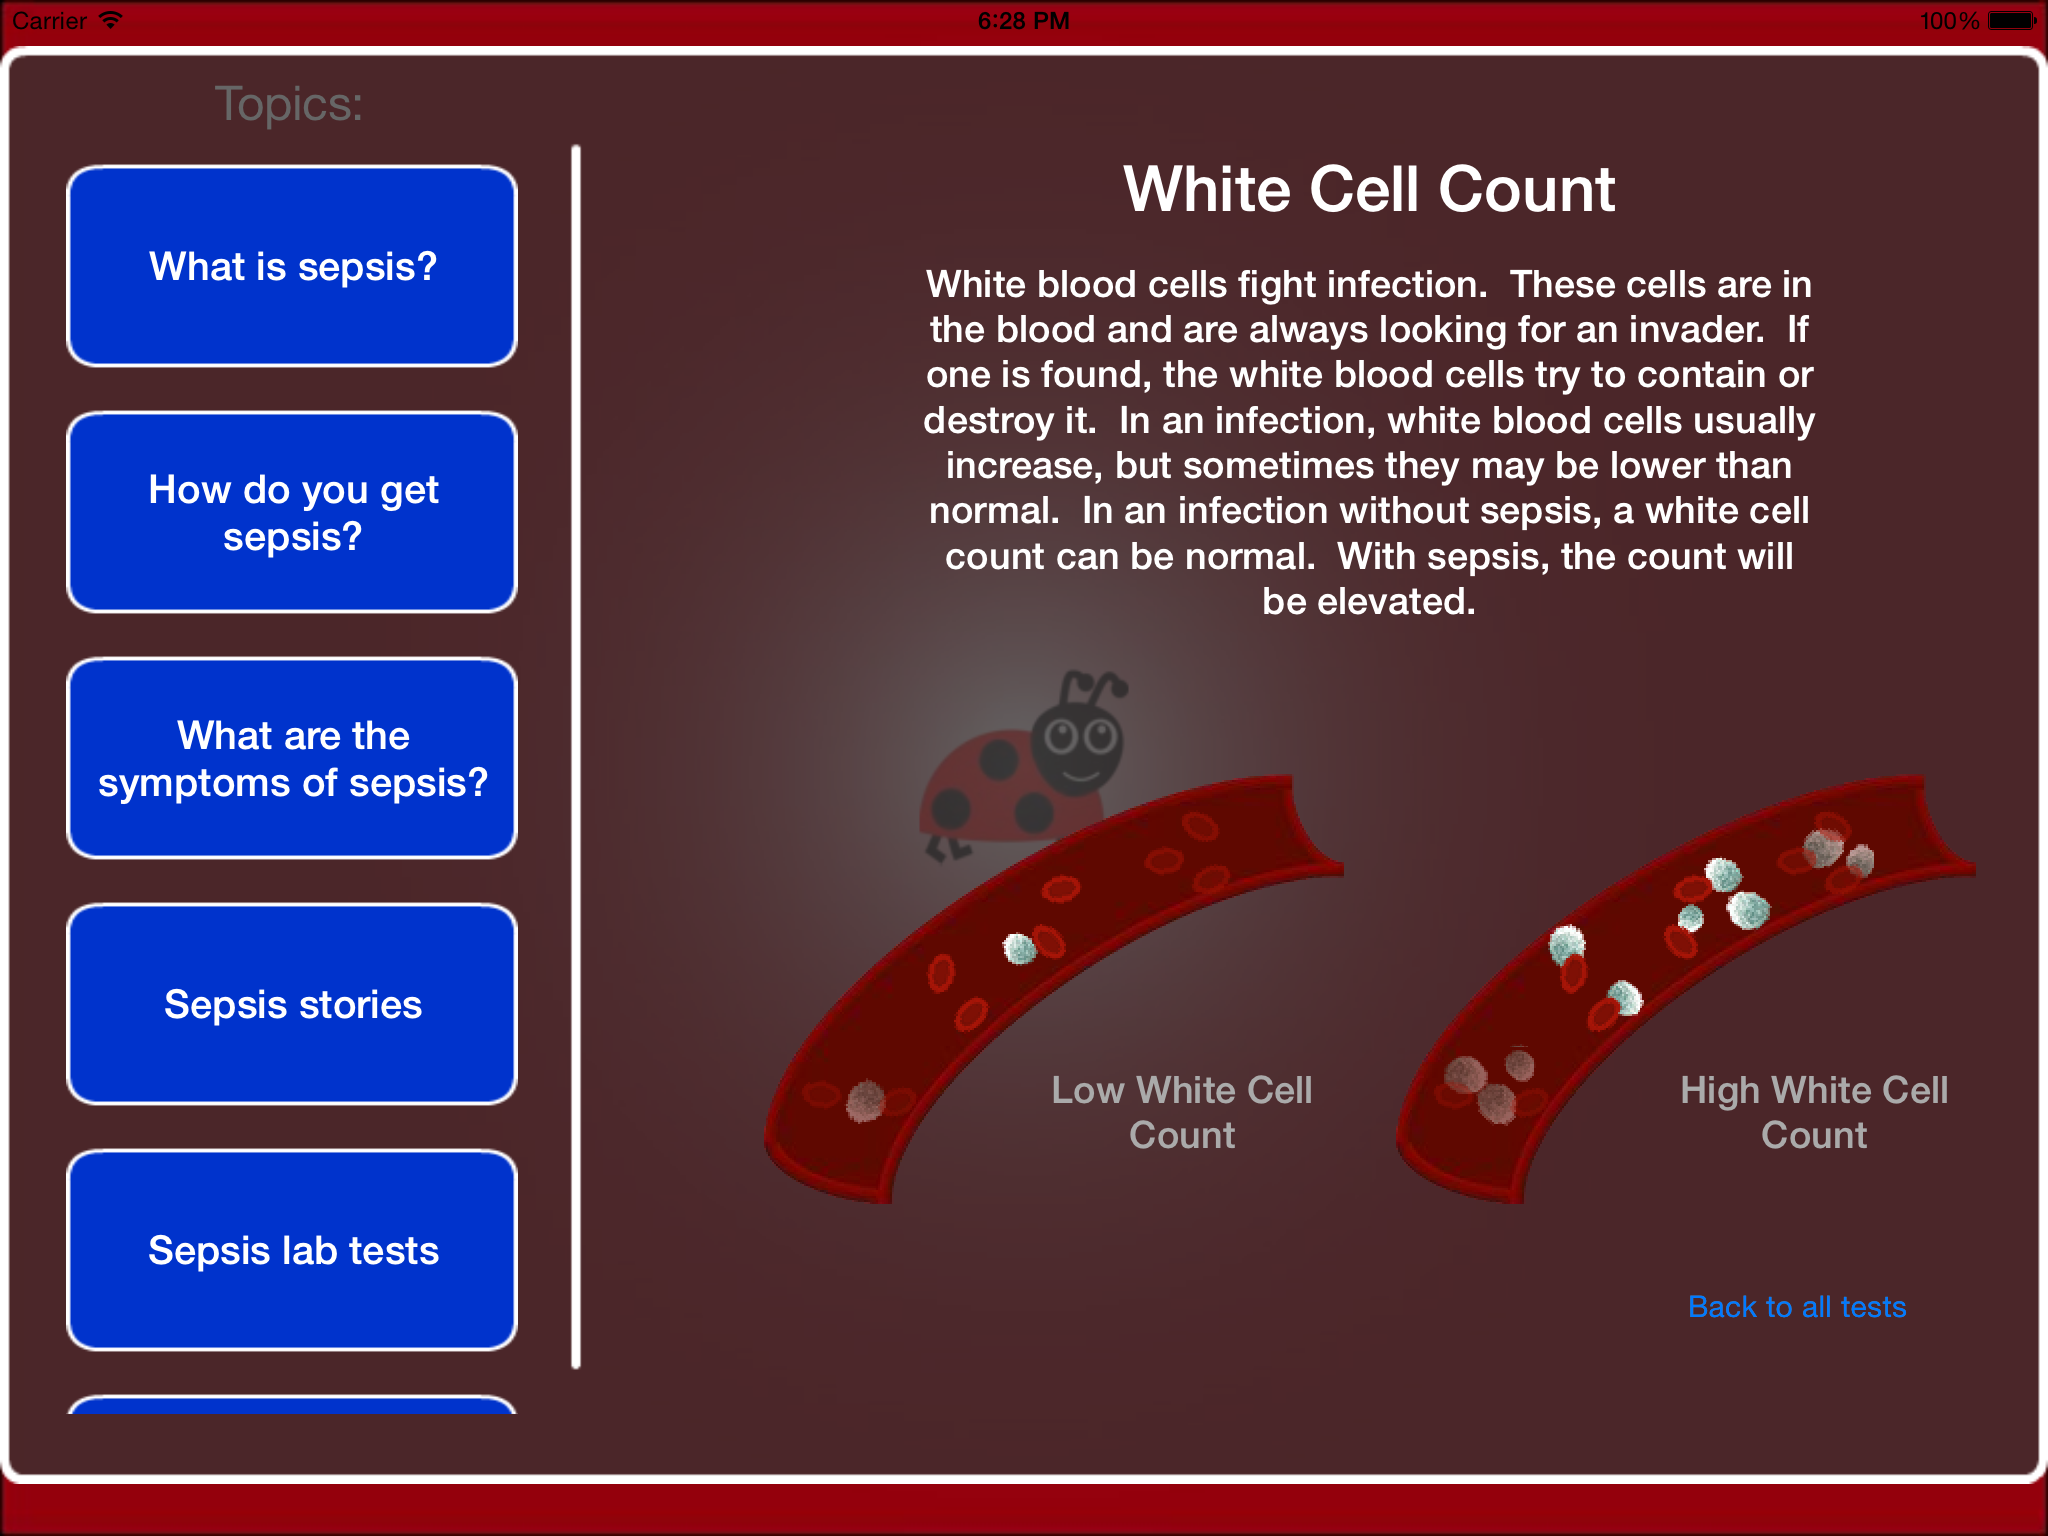 Carrier
6:28 PM
100%
Topics:
What is sepsis?
How do you get
sepsis?
What are the
symptoms of sepsis?
Sepsis stories
Sepsis lab tests
White Cell Count
White blood cells fight infection.  These cells are in
the blood and are always looking for an invader.  If
one is found, the white blood cells try to contain or
destroy it.  In an infection, white blood cells usually
increase, but sometimes they may be lower than
normal.  In an infection without sepsis, a white cell
count can be normal.  With sepsis, the count will
be elevated.
Low White Cell
Count
High White Cell
Count
Back to all tests